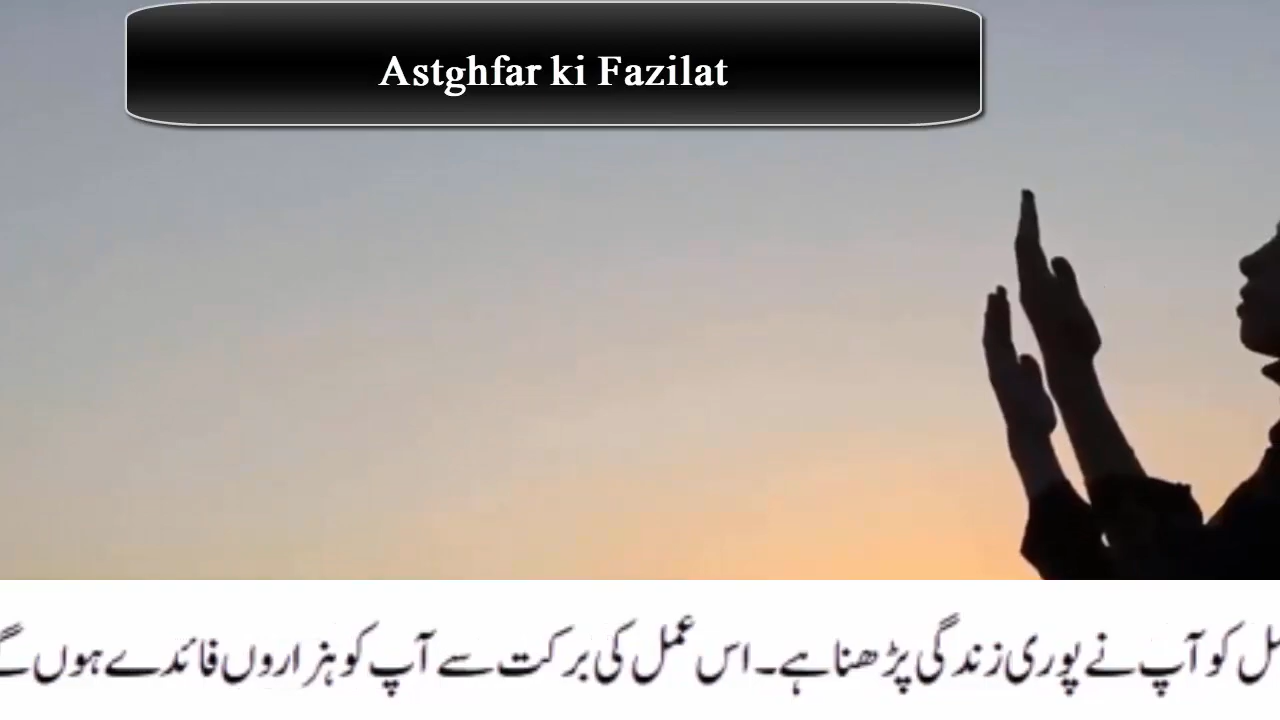 Astghfar ki Fazilat
کو آپ نے پوری زندگی پڑھنا ہے۔ اس عمل کی برکت سے آپ کو ہزاروں فائدے ہوں گے